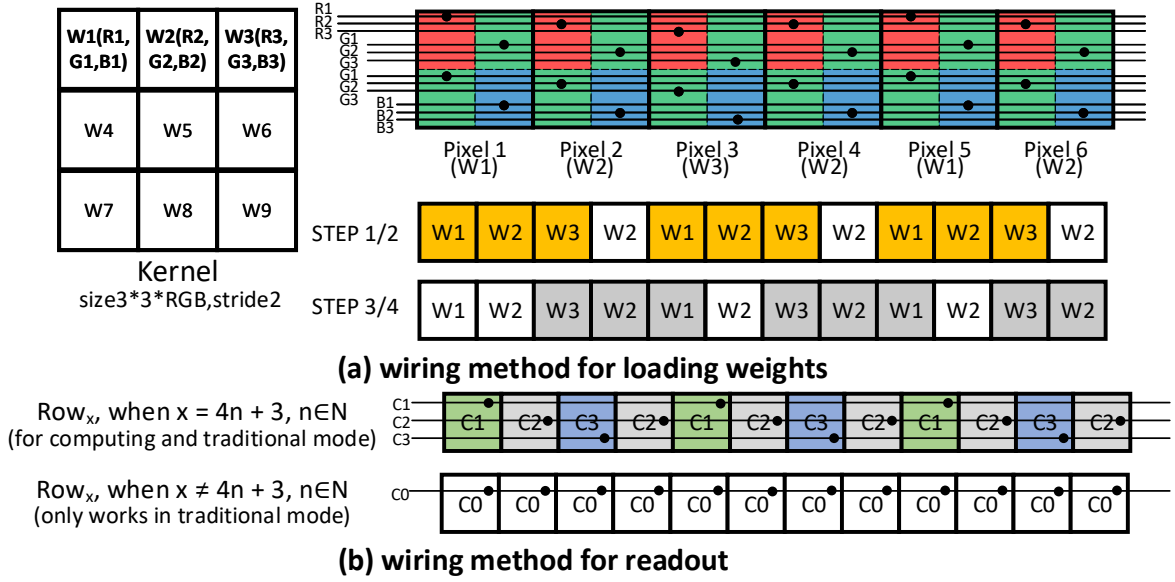 W1(R1,
G1,B1)
W2(R2,
G2,B2)
W3(R3,
G3,B3)
W4 W5 W6
W7 W8 W9
Kernel
size3*3*RGB,stride2
R1
R2
R3
G1
G2
G3
G1
G2
G3
B1
B2
B3
Pixel 1 Pixel 2 Pixel 3 Pixel 4 Pixel 5 Pixel 6
(W1) (W2) (W3) (W2) (W1) (W2)
STEP 1/2 W1 W2 W3 W2 W1 W2 W3 W2 W1 W2 W3 W2
STEP 3/4 W1 W2 W3 W2 W1 W2 W3 W2 W1 W2 W3 W2
(a) wiring method for loading weights
Rowx, when x = 4n + 3, n∈N
(for computing and traditional mode)
C1
C2
C3
C1 C2 C3 C2 C1 C2 C3 C2 C1 C2 C3 C2
Rowx, when x ≠ 4n + 3, n∈N
(only works in traditional mode)
C0
C0 C0 C0 C0 C0 C0 C0 C0 C0 C0 C0 C0
(b) wiring method for readout